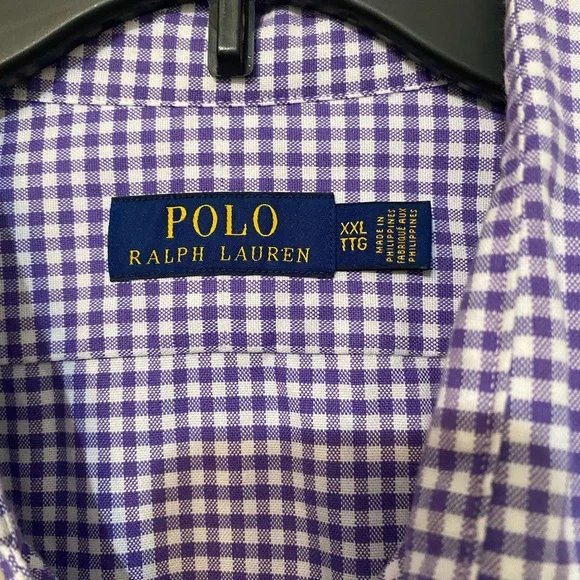 POLO
RALPH LAUREN
XXL
TTG
MADE IN
PHILIPPINES
FABRIQUÉ AUX
PHILIPPINES